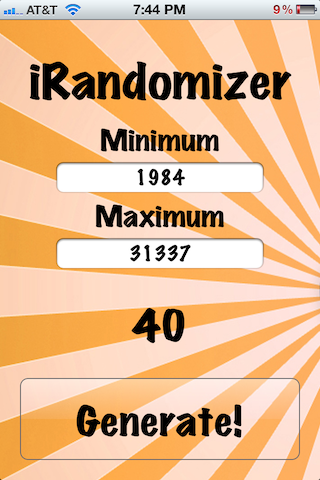 AT&T 7:44 PM 9%
iRandomizer
Minimum
1984
Maximum
31337
40
Generate!